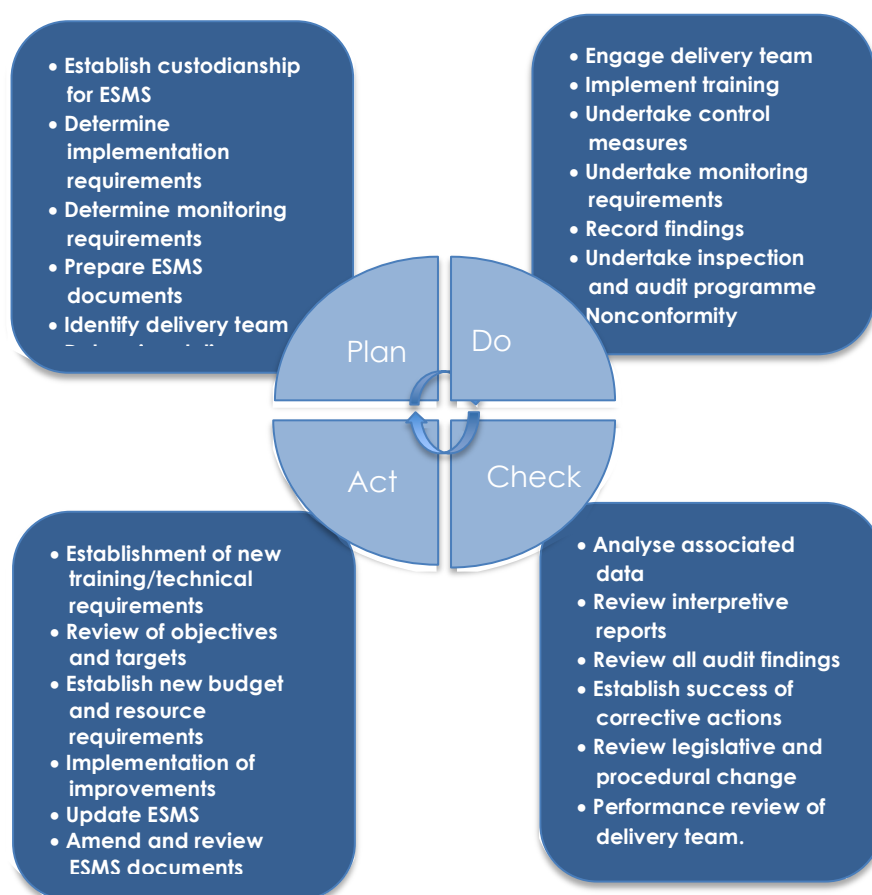 • Establish custodianship
for ESMS
• Determine
implementation
requirements
• Determine monitoring
requirements
• Prepare ESMS
documents
• Identify delivery team
• Engage delivery team
• Implement training
• Undertake control
measures
• Undertake monitoring
requirements
• Record findings
• Undertake inspection
and audit programme
Nonconformity
Plan
Do
Act
Check
• Establishment of new
training/technical
requirements
• Review of objectives
and targets
• Establish new budget
and resource
requirements
• Implementation of
improvements
• Update ESMS
• Amend and review
ESMS documents
• Analyse associated
data
• Review interpretive
reports
• Review all audit findings
• Establish success of
corrective actions
• Review legislative and
procedural change
• Performance review of
delivery team.